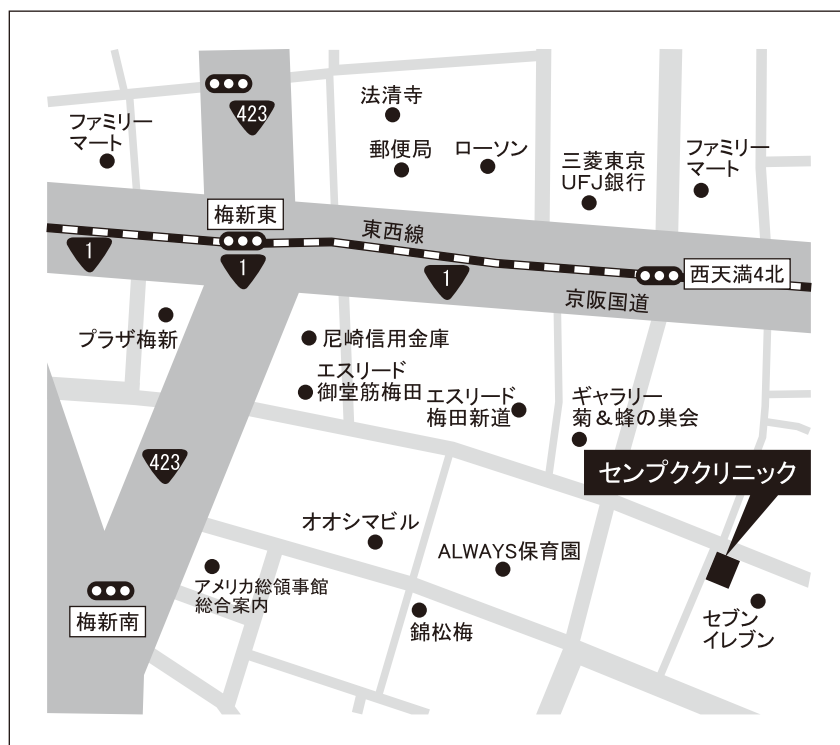 423
法清寺
ファミリー
マート
郵便局
ローソン
三菱東京
UFJ銀行
ファミリー
マート
梅新東
東西線
1
1
1
西天満4北
京阪国道
プラザ梅新
尼崎信用金庫
エスリード
御堂筋梅田
エスリード
梅田新道
ギャラリー
菊&蜂の巣会
423
センプククリニック
オオシマビル
ALWAYS保育園
アメリカ総領事館
総合案内
梅新南
錦松梅
セブン
イレブン